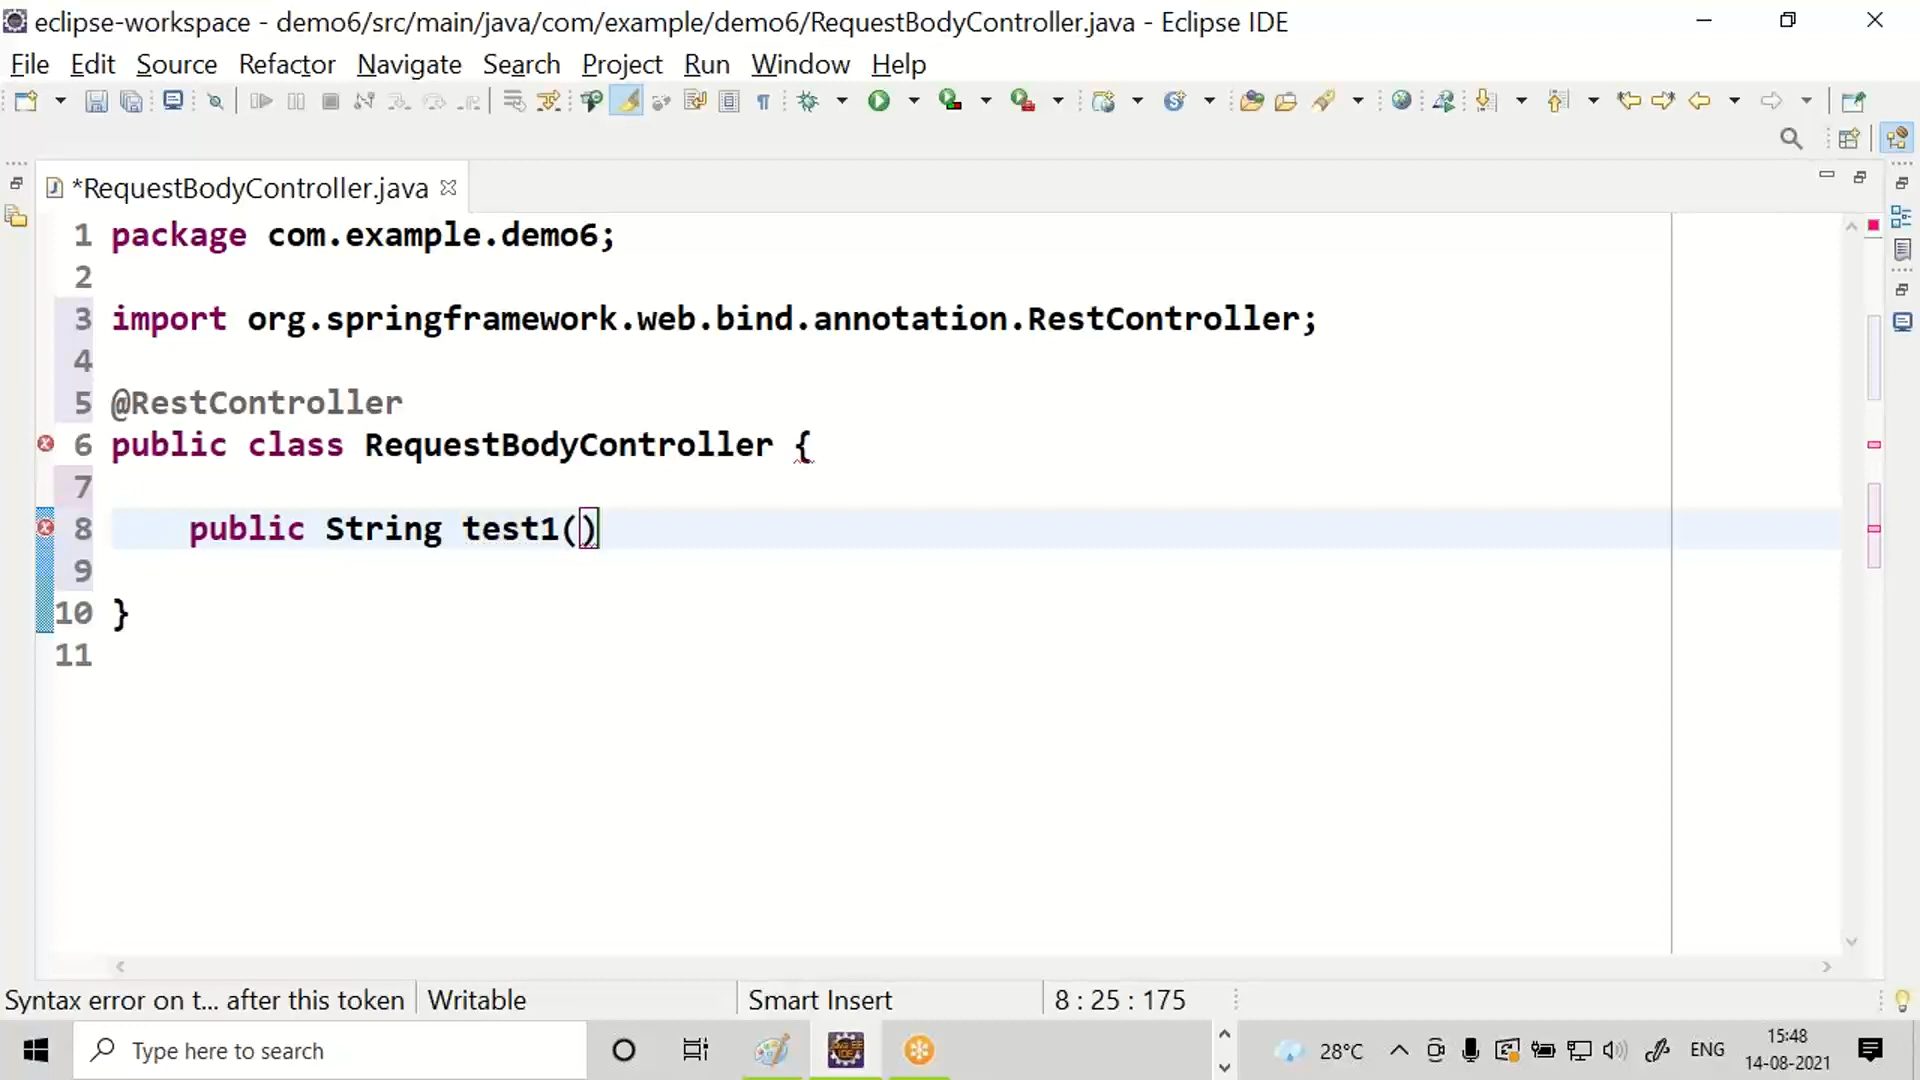 eclipse-workspace - demo6/src/main/java/com/example/demo6/RequestBodyController.java - Eclipse IDE
File Edit Source Refactor Navigate Search Project Run Window Help
*RequestBodyController.java
1 package com.example.demo6;
2
3 import org.springframework.web.bind.annotation.RestController;
4
5 @RestController
6 public class RequestBodyController {
7
8 public String test1()
9
10 }
11
Syntax error on t... after this token Writable Smart Insert 8 : 25 : 175
Type here to search 28°C ENG 15:48
14-08-2021